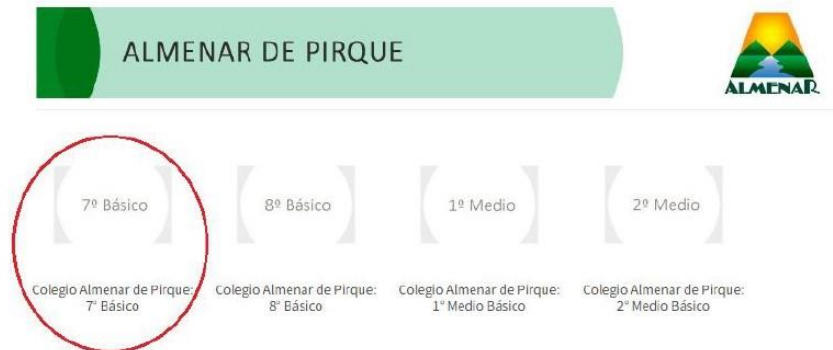 ALMENAR DE PIRQUE
ALMENAR
7º Básico
8º Básico
1º Medio
2º Medio
Colegio Almenar de Pirque:
7° Básico
Colegio Almenar de Pirque:
8° Básico
Colegio Almenar de Pirque:
1° Medio Básico
Colegio Almenar de Pirque:
2° Medio Básico